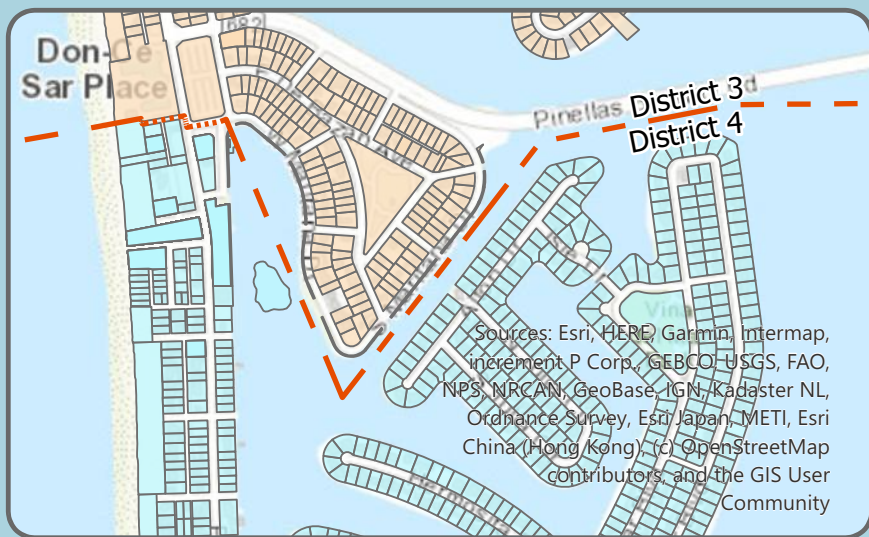 682
Don-Ce
Sar Place
Pinellas
District 3
District 4
Vina
Sources: Esri, HERE, Garmin, Intermap,
increment P Corp., GEBCO, USGS, FAO,
NPS, NRCAN, GeoBase, IGN, Kadaster NL,
Ordnance Survey, Esri Japan, METI, Esri
China (Hong Kong), (c) OpenStreetMap
contributors, and the GIS User
Community